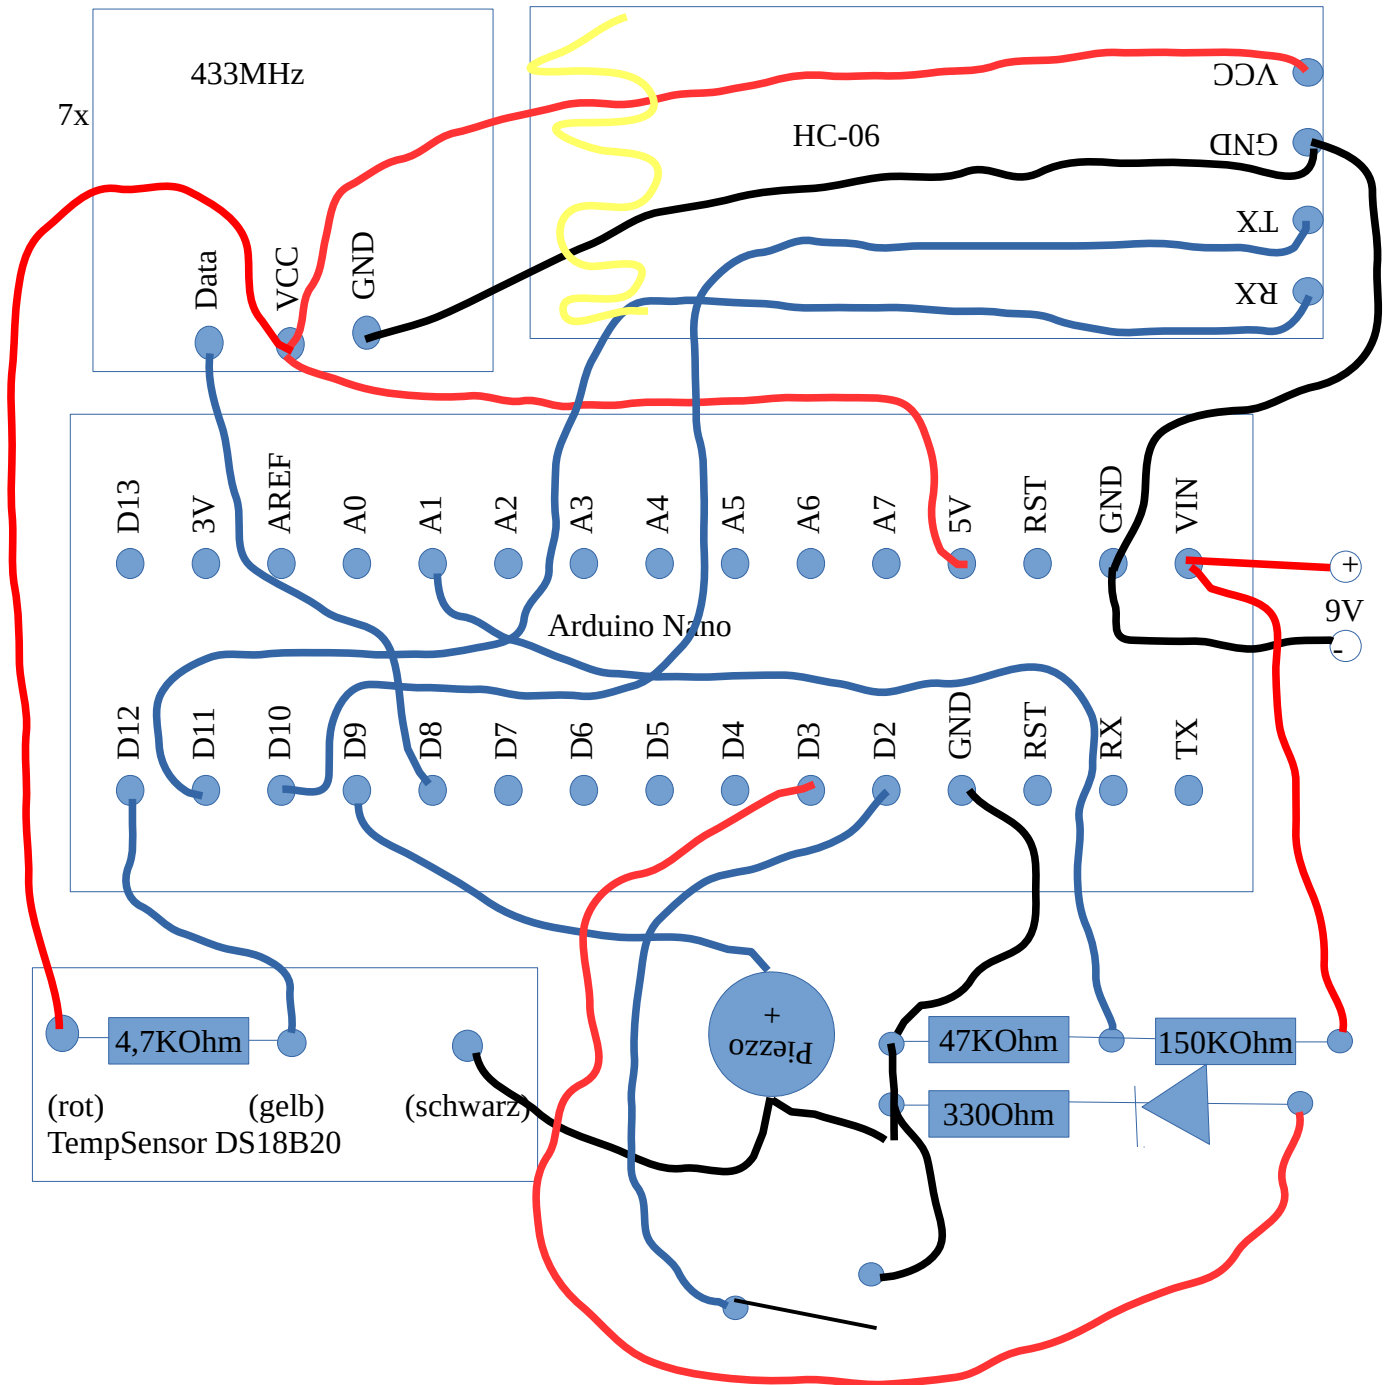 433MHz
7x
Data
VCC
GND
HC-06
VCC
GND
TX
RX
D13
3V
AREF
A0
A1
A2
A3
A4
A5
A6
A7
5V
RST
GND
VIN
+
9V
-
Arduino Nano
D12
D11
D10
D9
D8
D7
D6
D5
D4
D3
D2
GND
RST
RX
TX
4,7KOhm
(rot)
(gelb)
(schwarz)
TempSensor DS18B20
+
Piezzo
47KOhm
150KOhm
330Ohm